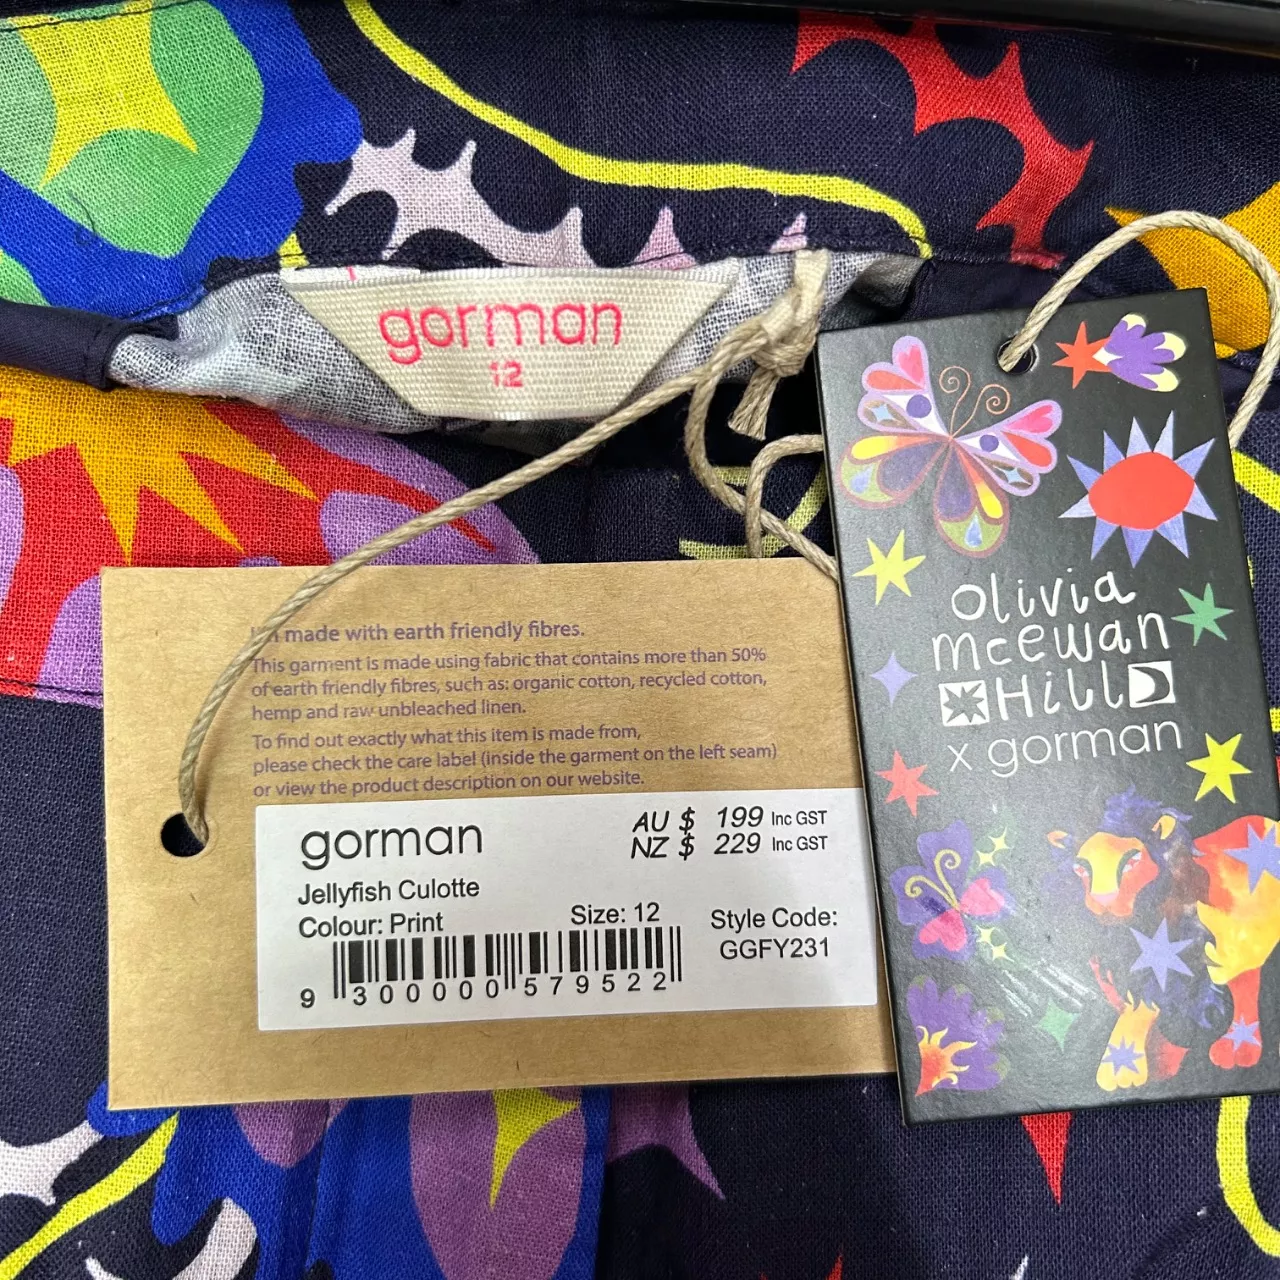 gorman
12
I'm made with earth friendly fibres.
This garment is made using fabric that contains more than 50%
of earth friendly fibres, such as: organic cotton, recycled cotton,
hemp and raw unbleached linen.
To find out exactly what this item is made from,
please check the care label (inside the garment on the left seam)
or view the product description on our website.
gorman
AU $ 199 Inc GST
NZ $ 229 Inc GST
Jellyfish Culotte
Colour: Print
Size: 12
Style Code:
GGFY231
9 300000 579522
olivia
mcewan
Hill
x gorman